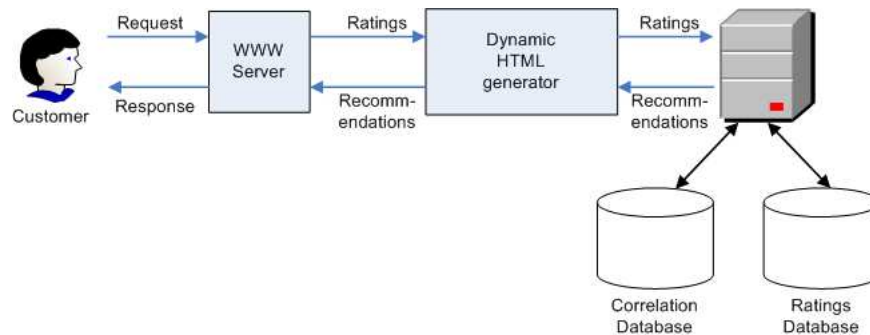 Request
Response
Customer
WWW
Server
Ratings
Recomm-
endations
Dynamic
HTML
generator
Ratings
Recomm-
endations
Correlation
Database
Ratings
Database